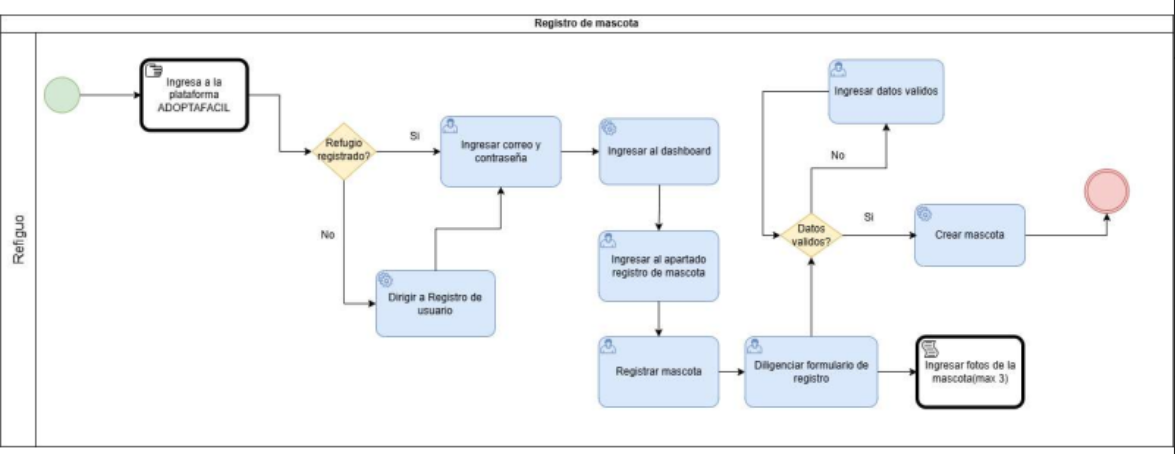 Registro de mascota
Refiguo
Ingresa a la
plataforma
ADOPTAFACIL
Refugio
registrado?
Si
No
Ingresar correo y
contraseña
Dirigir a Registro de
usuario
Ingresar al dashboard
Ingresar al apartado
registro de mascota
Registrar mascota
Diligenciar formulario de
registro
Ingresar fotos de la
mascota(max 3)
Datos
validos?
No
Ingresar datos validos
Si
Crear mascota